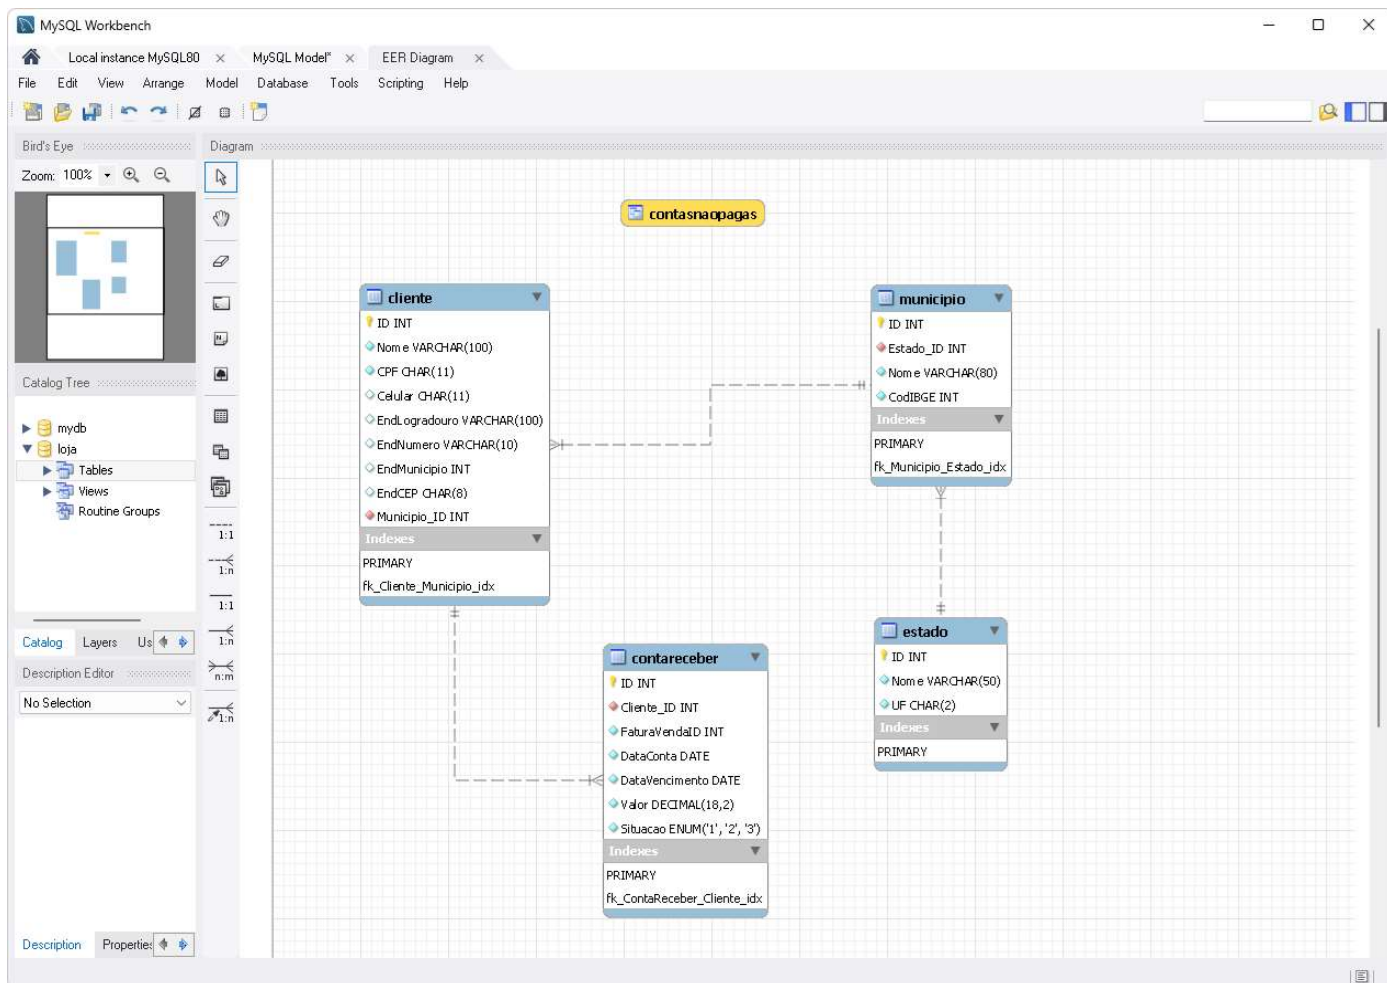 MySQL Workbench
Local instance MySQL80
MySQL Model*
EER Diagram
File Edit View Arrange Model Database Tools Scripting Help
Bird's Eye
Zoom: 100%
Catalog Tree
mydb
loja
Tables
Views
Routine Groups
Catalog Layers Us
Description Editor
No Selection
Description Properties
Diagram
1:1
1:n
1:1
1:n
n:m
1:n
contasnaopagas
cliente
ID INT
Nome VARCHAR(100)
CPF CHAR(11)
Celular CHAR(11)
EndLogradouro VARCHAR(100)
EndNumero VARCHAR(10)
EndMunicipio INT
EndCEP CHAR(8)
Municipio_ID INT
Indexes
PRIMARY
fk_Cliente_Municipio_idx
municipio
ID INT
Estado_ID INT
Nome VARCHAR(80)
CodIBGE INT
Indexes
PRIMARY
fk_Municipio_Estado_idx
contareceber
ID INT
Cliente_ID INT
FaturaVendaID INT
DataConta DATE
DataVencimento DATE
Valor DECIMAL(18,2)
Situacao ENUM('1', '2', '3')
Indexes
PRIMARY
fk_ContaReceber_Cliente_idx
estado
ID INT
Nome VARCHAR(50)
UF CHAR(2)
Indexes
PRIMARY